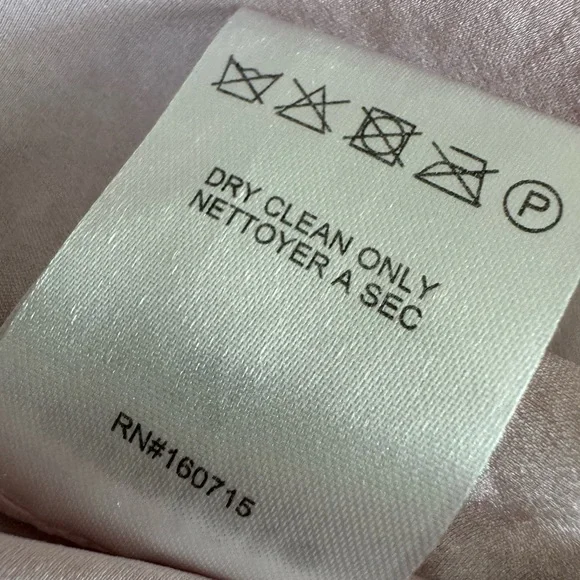 P
DRY CLEAN ONLY
NETTOYER A SEC
RN#160715